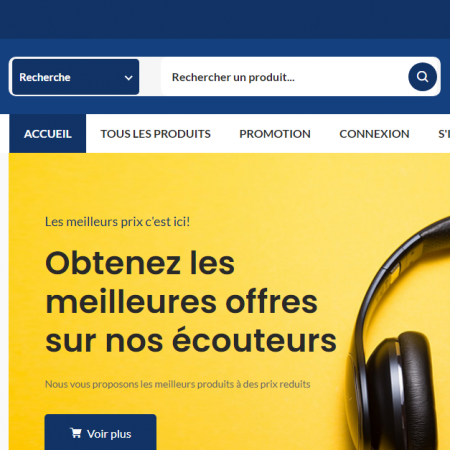 Recherche
Rechercher un produit...
ACCUEIL TOUS LES PRODUITS PROMOTION CONNEXION S'
Les meilleurs prix c'est ici!
Obtenez les
meilleures offres
sur nos écouteurs
Nous vous proposons les meilleurs produits à des prix reduits
Voir plus